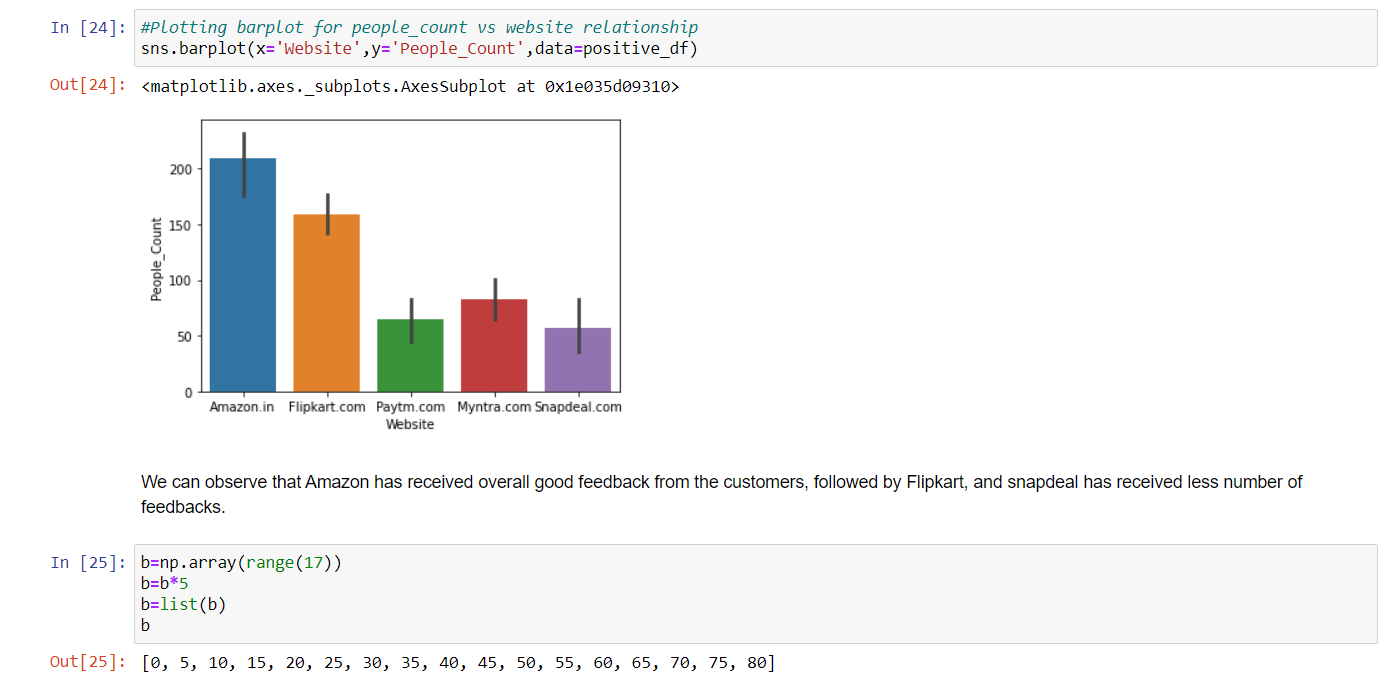 In [24]: #Plotting barplot for people_count vs website relationship
sns.barplot(x='Website',y='People_Count',data=positive_df)
Out[24]: <matplotlib.axes._subplots.AxesSubplot at 0x1e035d09310>
200
150
100
50
0
People_Count
Amazon.in Flipkart.com Paytm.com Myntra.com Snapdeal.com
Website
We can observe that Amazon has received overall good feedback from the customers, followed by Flipkart, and snapdeal has received less number of
feedbacks.
In [25]: b=np.array(range(17))
b=b*5
b=list(b)
b
Out[25]: [0, 5, 10, 15, 20, 25, 30, 35, 40, 45, 50, 55, 60, 65, 70, 75, 80]